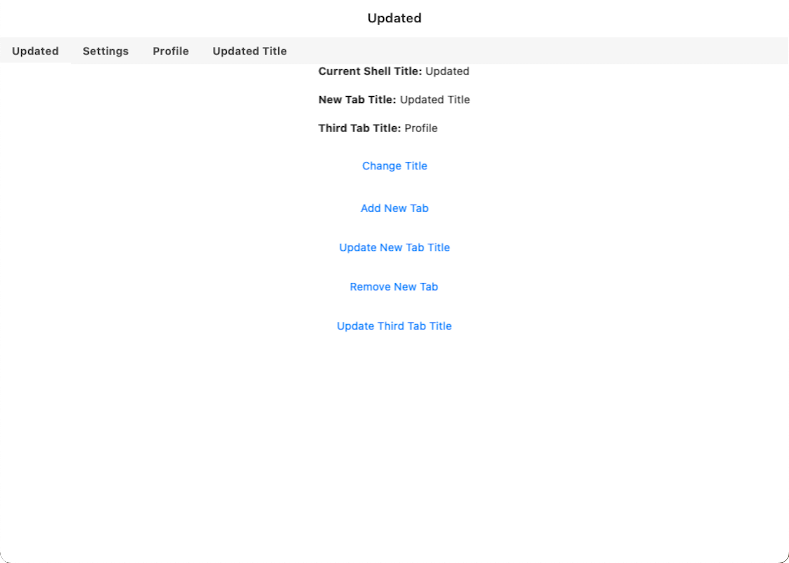 Updated
Updated Settings Profile Updated Title
Current Shell Title: Updated
New Tab Title: Updated Title
Third Tab Title: Profile
Change Title
Add New Tab
Update New Tab Title
Remove New Tab
Update Third Tab Title